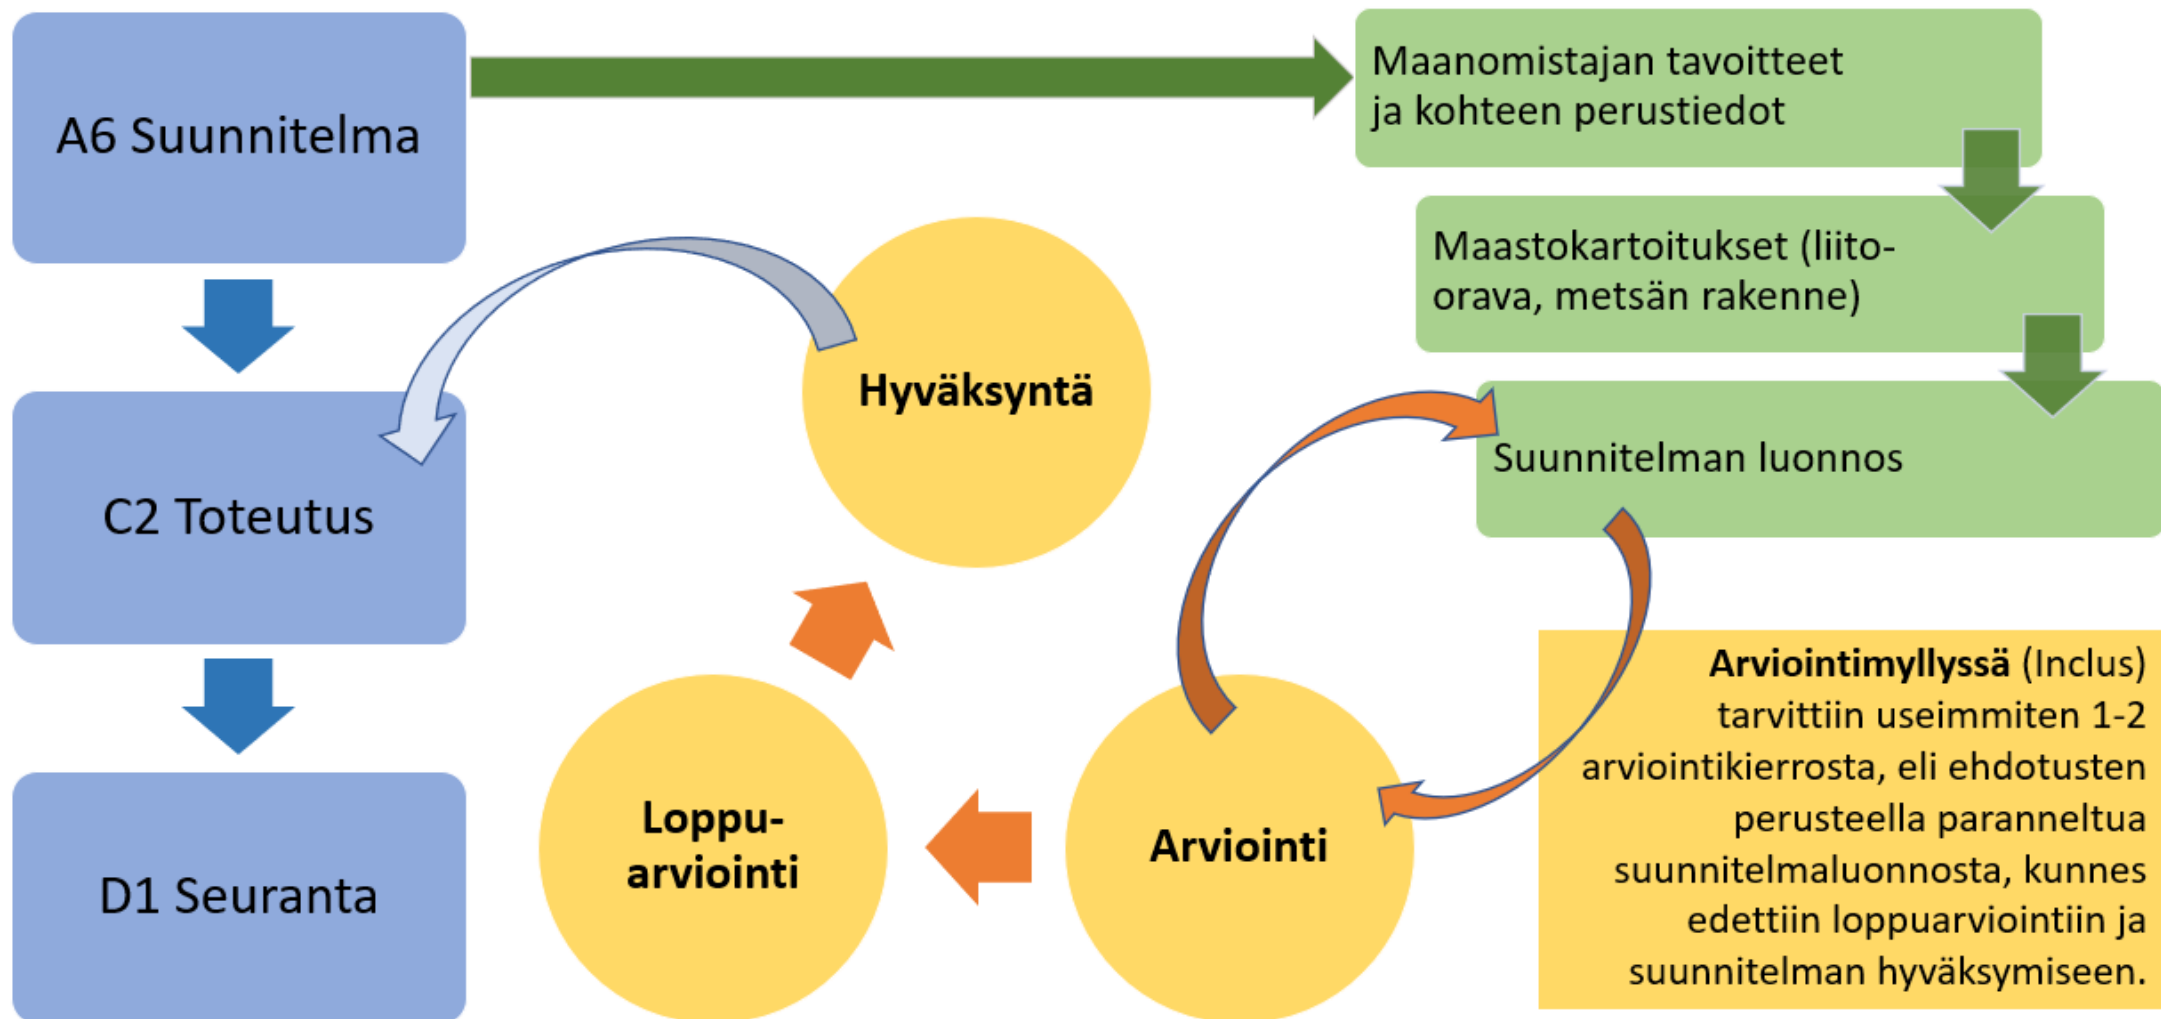 A6 Suunnitelma
Maanomistajan tavoitteet
ja kohteen perustiedot
Maastokartoitukset (liito-
orava, metsän rakenne)
Suunnitelman luonnos
Hyväksyntä
C2 Toteutus
Arviointimyllyssä (Inclus)
tarvittiin useimmiten 1-2
arviointikierrosta, eli ehdotusten
perusteella paranneltua
suunnitelmaluonnosta, kunnes
edettiin loppuarviointiin ja
suunnitelman hyväksymiseen.
Arviointi
Loppu-
arviointi
D1 Seuranta